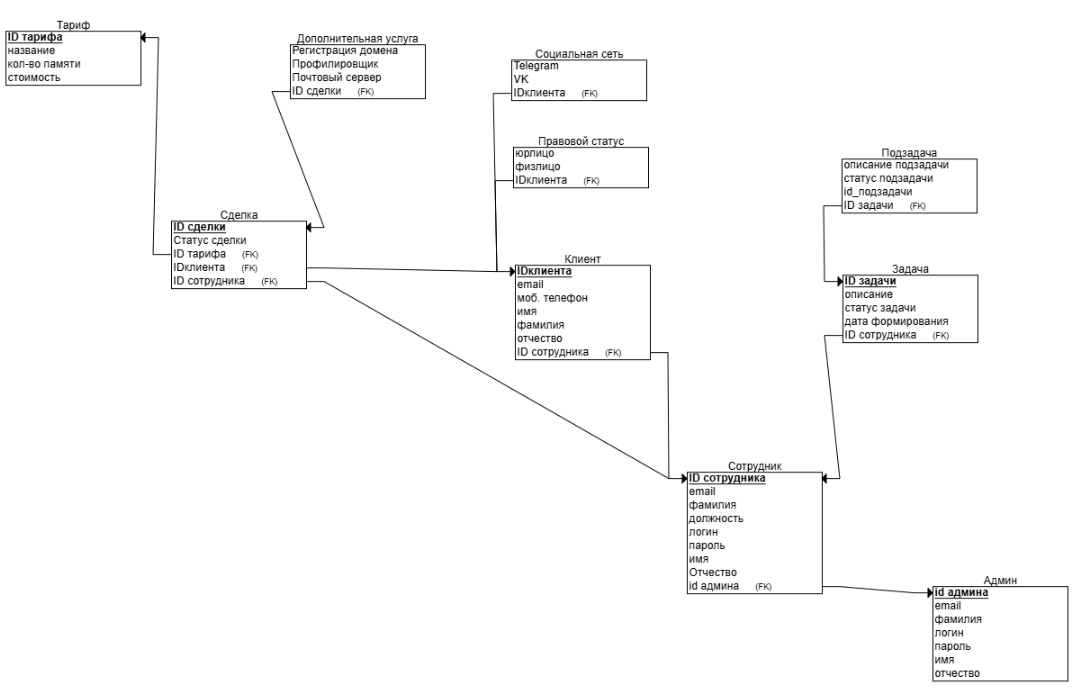 Тариф
ID тарифа
название
кол-во памяти
стоимость
Дополнительная услуга
Регистрация домена
Профилировщик
Почтовый сервер
ID сделки (FK)
Социальная сеть
Telegram
VK
IDклиента (FK)
Правовой статус
юрлицо
физлицо
IDклиента (FK)
Подзадача
описание подзадачи
статус подзадачи
id_подзадачи
ID задачи (FK)
Сделка
ID сделки
Статус сделки
ID тарифа (FK)
IDклиента (FK)
ID сотрудника (FK)
Клиент
IDклиента
email
моб. телефон
имя
фамилия
отчество
ID сотрудника (FK)
Задача
ID задачи
описание
статус задачи
дата формирования
ID сотрудника (FK)
Сотрудник
ID сотрудника
email
фамилия
должность
логин
пароль
имя
Отчество
id админа (FK)
Админ
id админа
email
фамилия
логин
пароль
имя
отчество